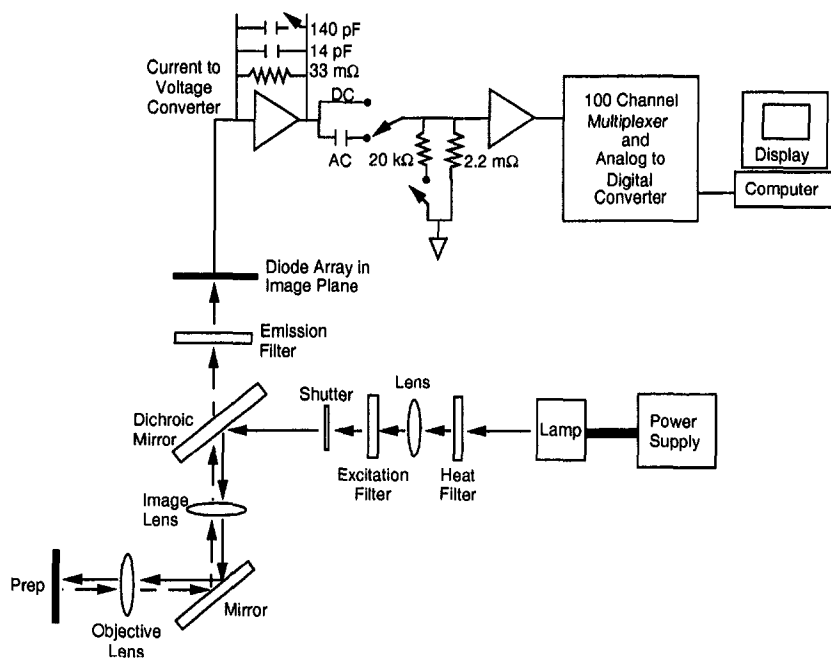 140 pF
14 pF
33 mΩ
Current to
Voltage
Converter
DC
AC
20 kΩ
2.2 mΩ
100 Channel
Multiplexer
and
Analog to
Digital
Converter
Display
Computer
Diode Array in
Image Plane
Emission
Filter
Dichroic
Mirror
Shutter
Lens
Excitation
Filter
Heat
Filter
Lamp
Power
Supply
Image
Lens
Prep
Objective
Lens
Mirror